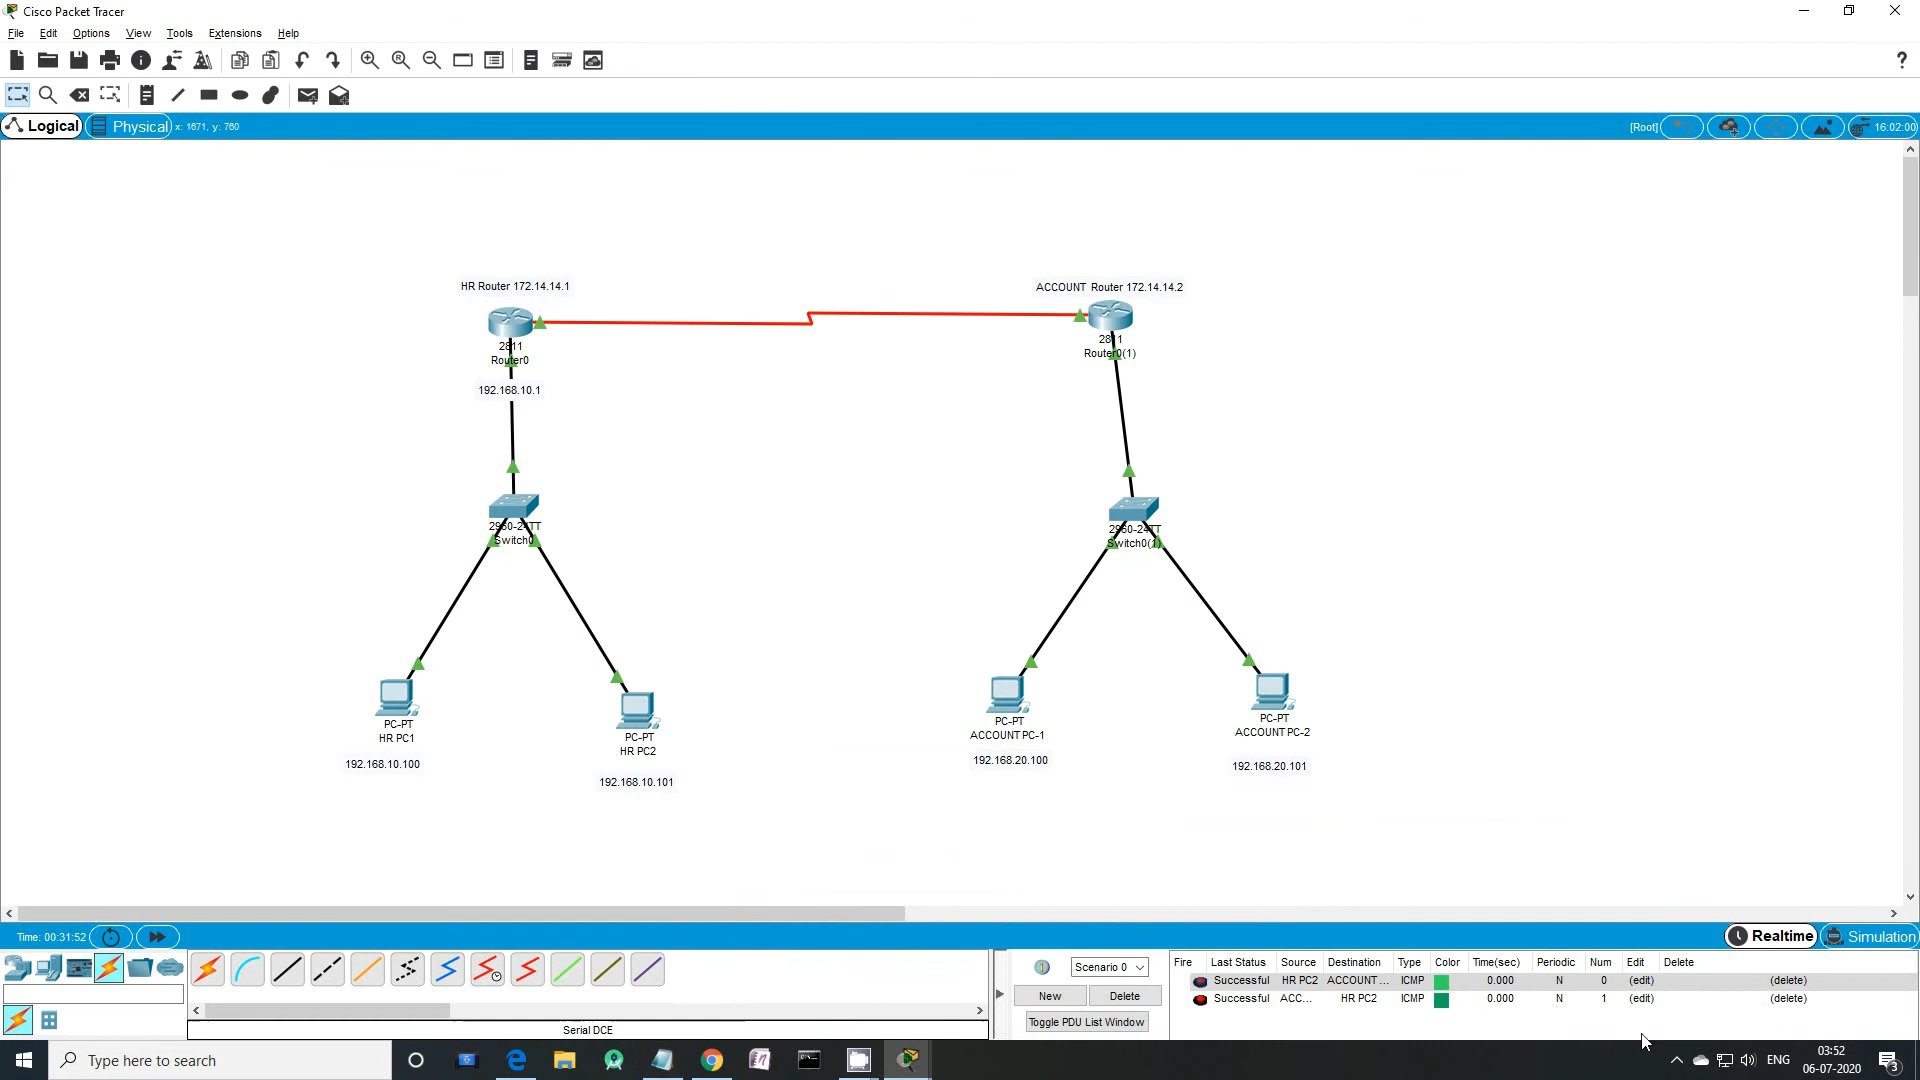 Cisco Packet Tracer
File Edit Options View Tools Extensions Help
Logical Physical x: 1671, y: 760 [Root] 16:02:00
HR Router 172.14.14.1
ACCOUNT Router 172.14.14.2
2811
Router0
2811
Router0(1)
192.168.10.1
2960-24TT
Switch0
2960-24TT
Switch0(1)
PC-PT
HR PC1
192.168.10.100
PC-PT
HR PC2
192.168.10.101
PC-PT
ACCOUNT PC-1
192.168.20.100
PC-PT
ACCOUNT PC-2
192.168.20.101
Time: 00:31:52 Realtime Simulation
Scenario 0
New Delete
Toggle PDU List Window
Serial DCE
Fire Last Status Source Destination Type Color Time(sec) Periodic Num Edit Delete
Successful HR PC2 ACCOUNT ... ICMP 0.000 N 0 (edit) (delete)
Successful ACC... HR PC2 ICMP 0.000 N 1 (edit) (delete)
Type here to search
ENG
03:52
06-07-2020
3